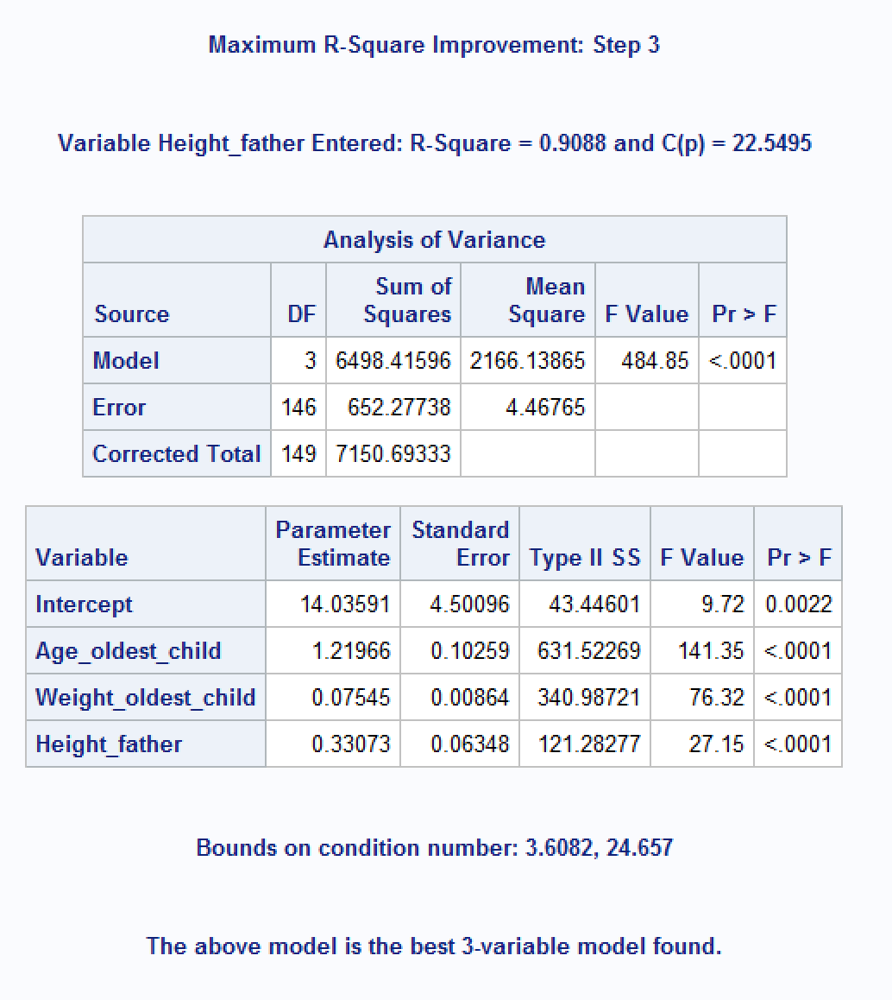 Maximum R-Square Improvement: Step 3
Variable Height_father Entered: R-Square = 0.9088 and C(p) = 22.5495
Analysis of Variance
Source DF Sum of Squares Mean Square F Value Pr > F
Model 3 6498.41596 2166.13865 484.85 <.0001
Error 146 652.27738 4.46765
Corrected Total 149 7150.69333
Variable Parameter Estimate Standard Error Type II SS F Value Pr > F
Intercept 14.03591 4.50096 43.44601 9.72 0.0022
Age_oldest_child 1.21966 0.10259 631.52269 141.35 <.0001
Weight_oldest_child 0.07545 0.00864 340.98721 76.32 <.0001
Height_father 0.33073 0.06348 121.28277 27.15 <.0001
Bounds on condition number: 3.6082, 24.657
The above model is the best 3-variable model found.